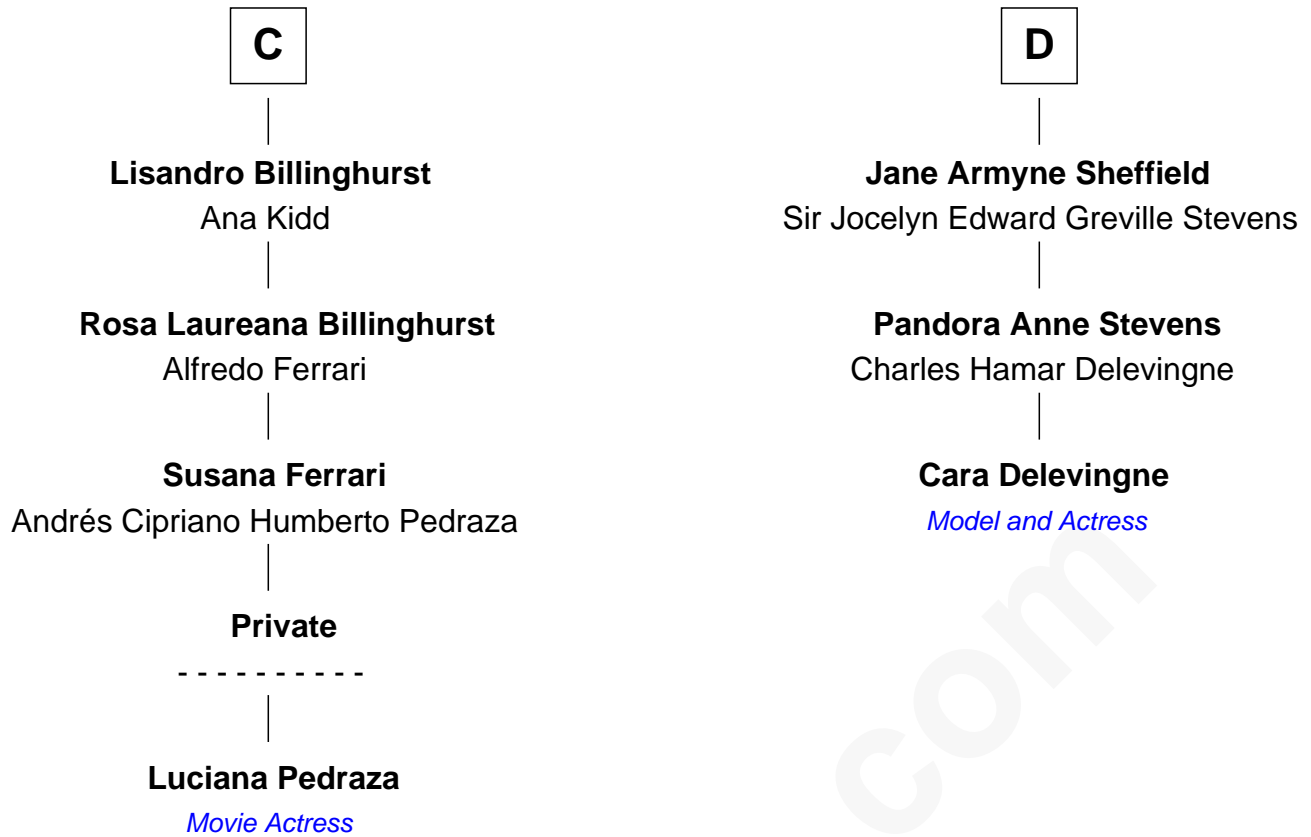 C
Lisandro Billinghurst
Ana Kidd
Rosa Laureana Billinghurst
Alfredo Ferrari
Susana Ferrari
Andrés Cipriano Humberto Pedraza
Private
- - - - - - - - - -
Luciana Pedraza
Movie Actress
D
Jane Armyne Sheffield
Sir Jocelyn Edward Greville Stevens
Pandora Anne Stevens
Charles Hamar Delevingne
Cara Delevingne
Model and Actress
com